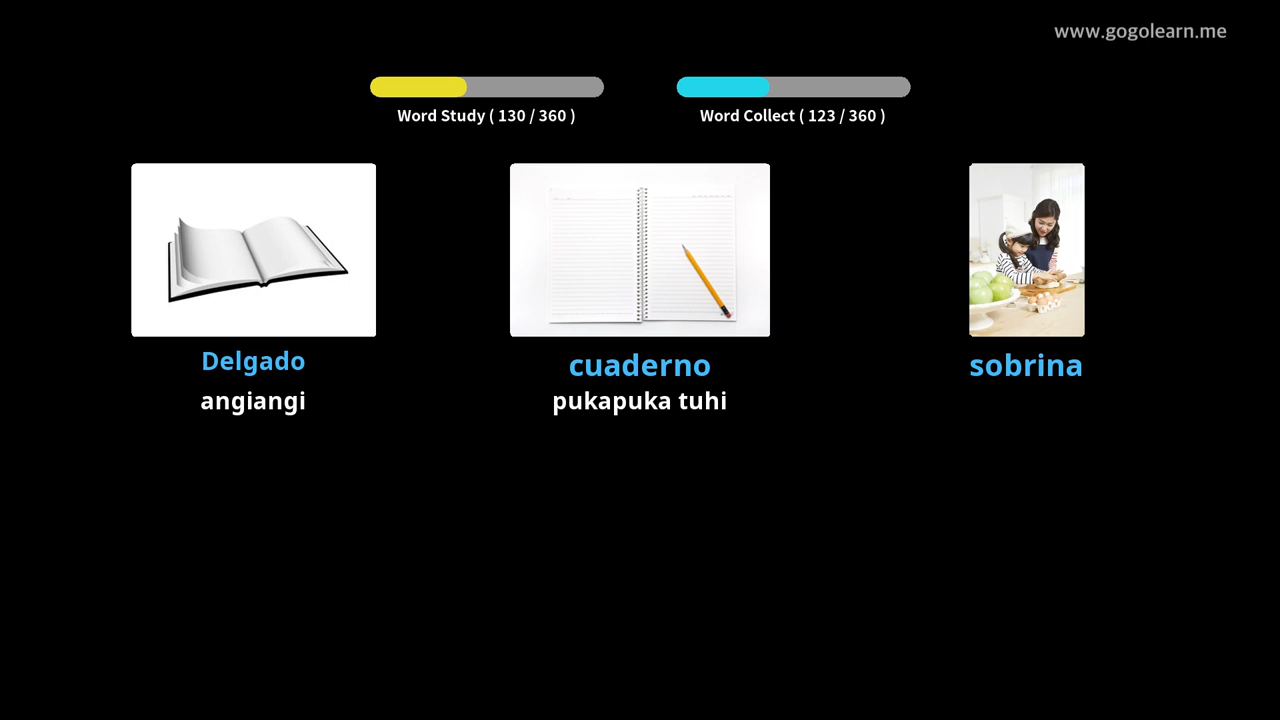 www.gogolearn.me
Word Study ( 130 / 360 )
Word Collect ( 123 / 360 )
Delgado
angiangi
cuaderno
pukapuka tuhi
sobrina